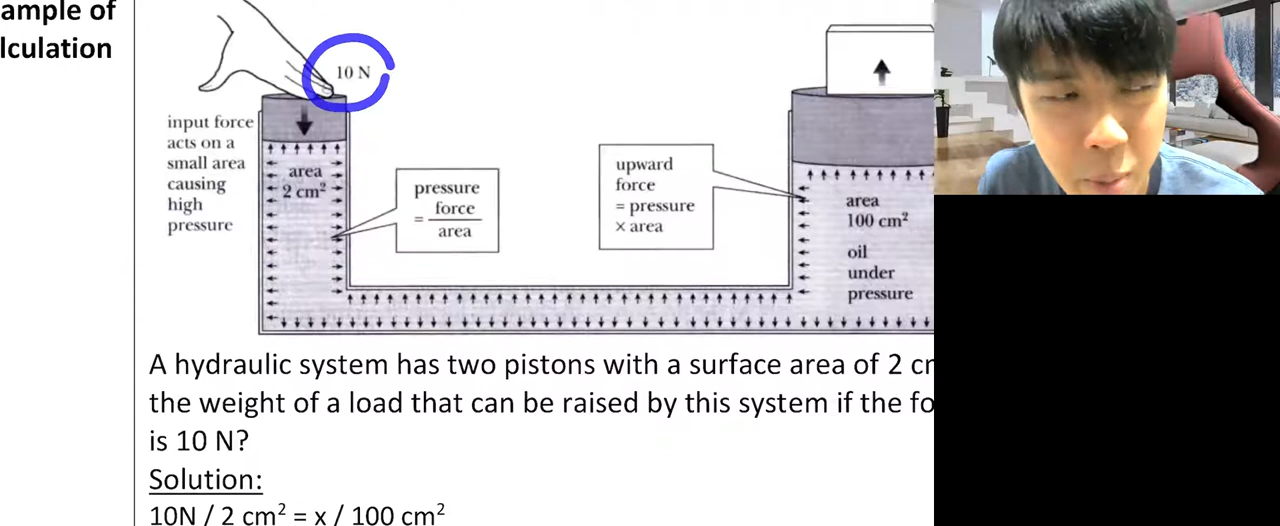 ample of
lculation
10 N
input force
acts on a
small area
causing
high
pressure
area
2 cm²
pressure
= force
area
upward
force
= pressure
× area
area
100 cm²
oil
under
pressure
A hydraulic system has two pistons with a surface area of 2 cr
the weight of a load that can be raised by this system if the fo
is 10 N?
Solution:
10N / 2 cm² = x / 100 cm²